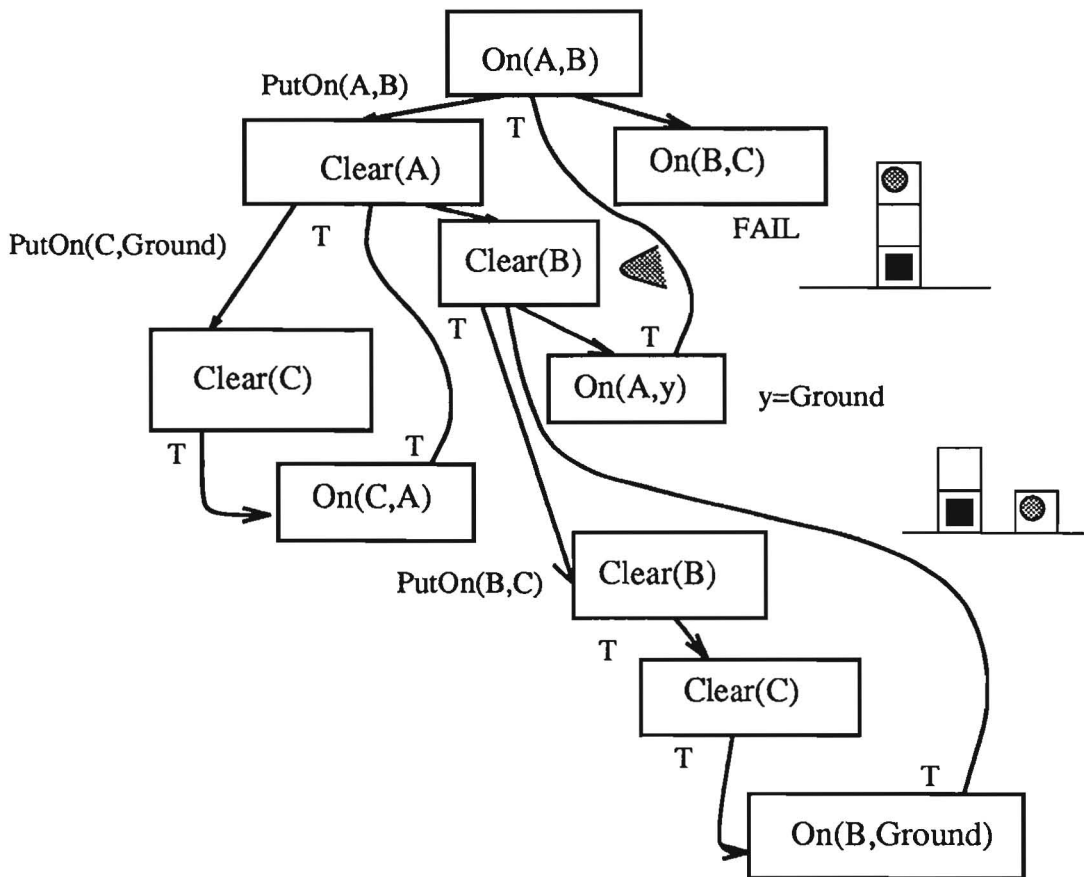 On(A,B)
PutOn(A,B)
T
Clear(A)
On(B,C)
PutOn(C,Ground)
T
FAIL
Clear(B)
T
T
Clear(C)
On(A,y)
y=Ground
T
T
On(C,A)
PutOn(B,C)
Clear(B)
T
Clear(C)
T
T
On(B,Ground)